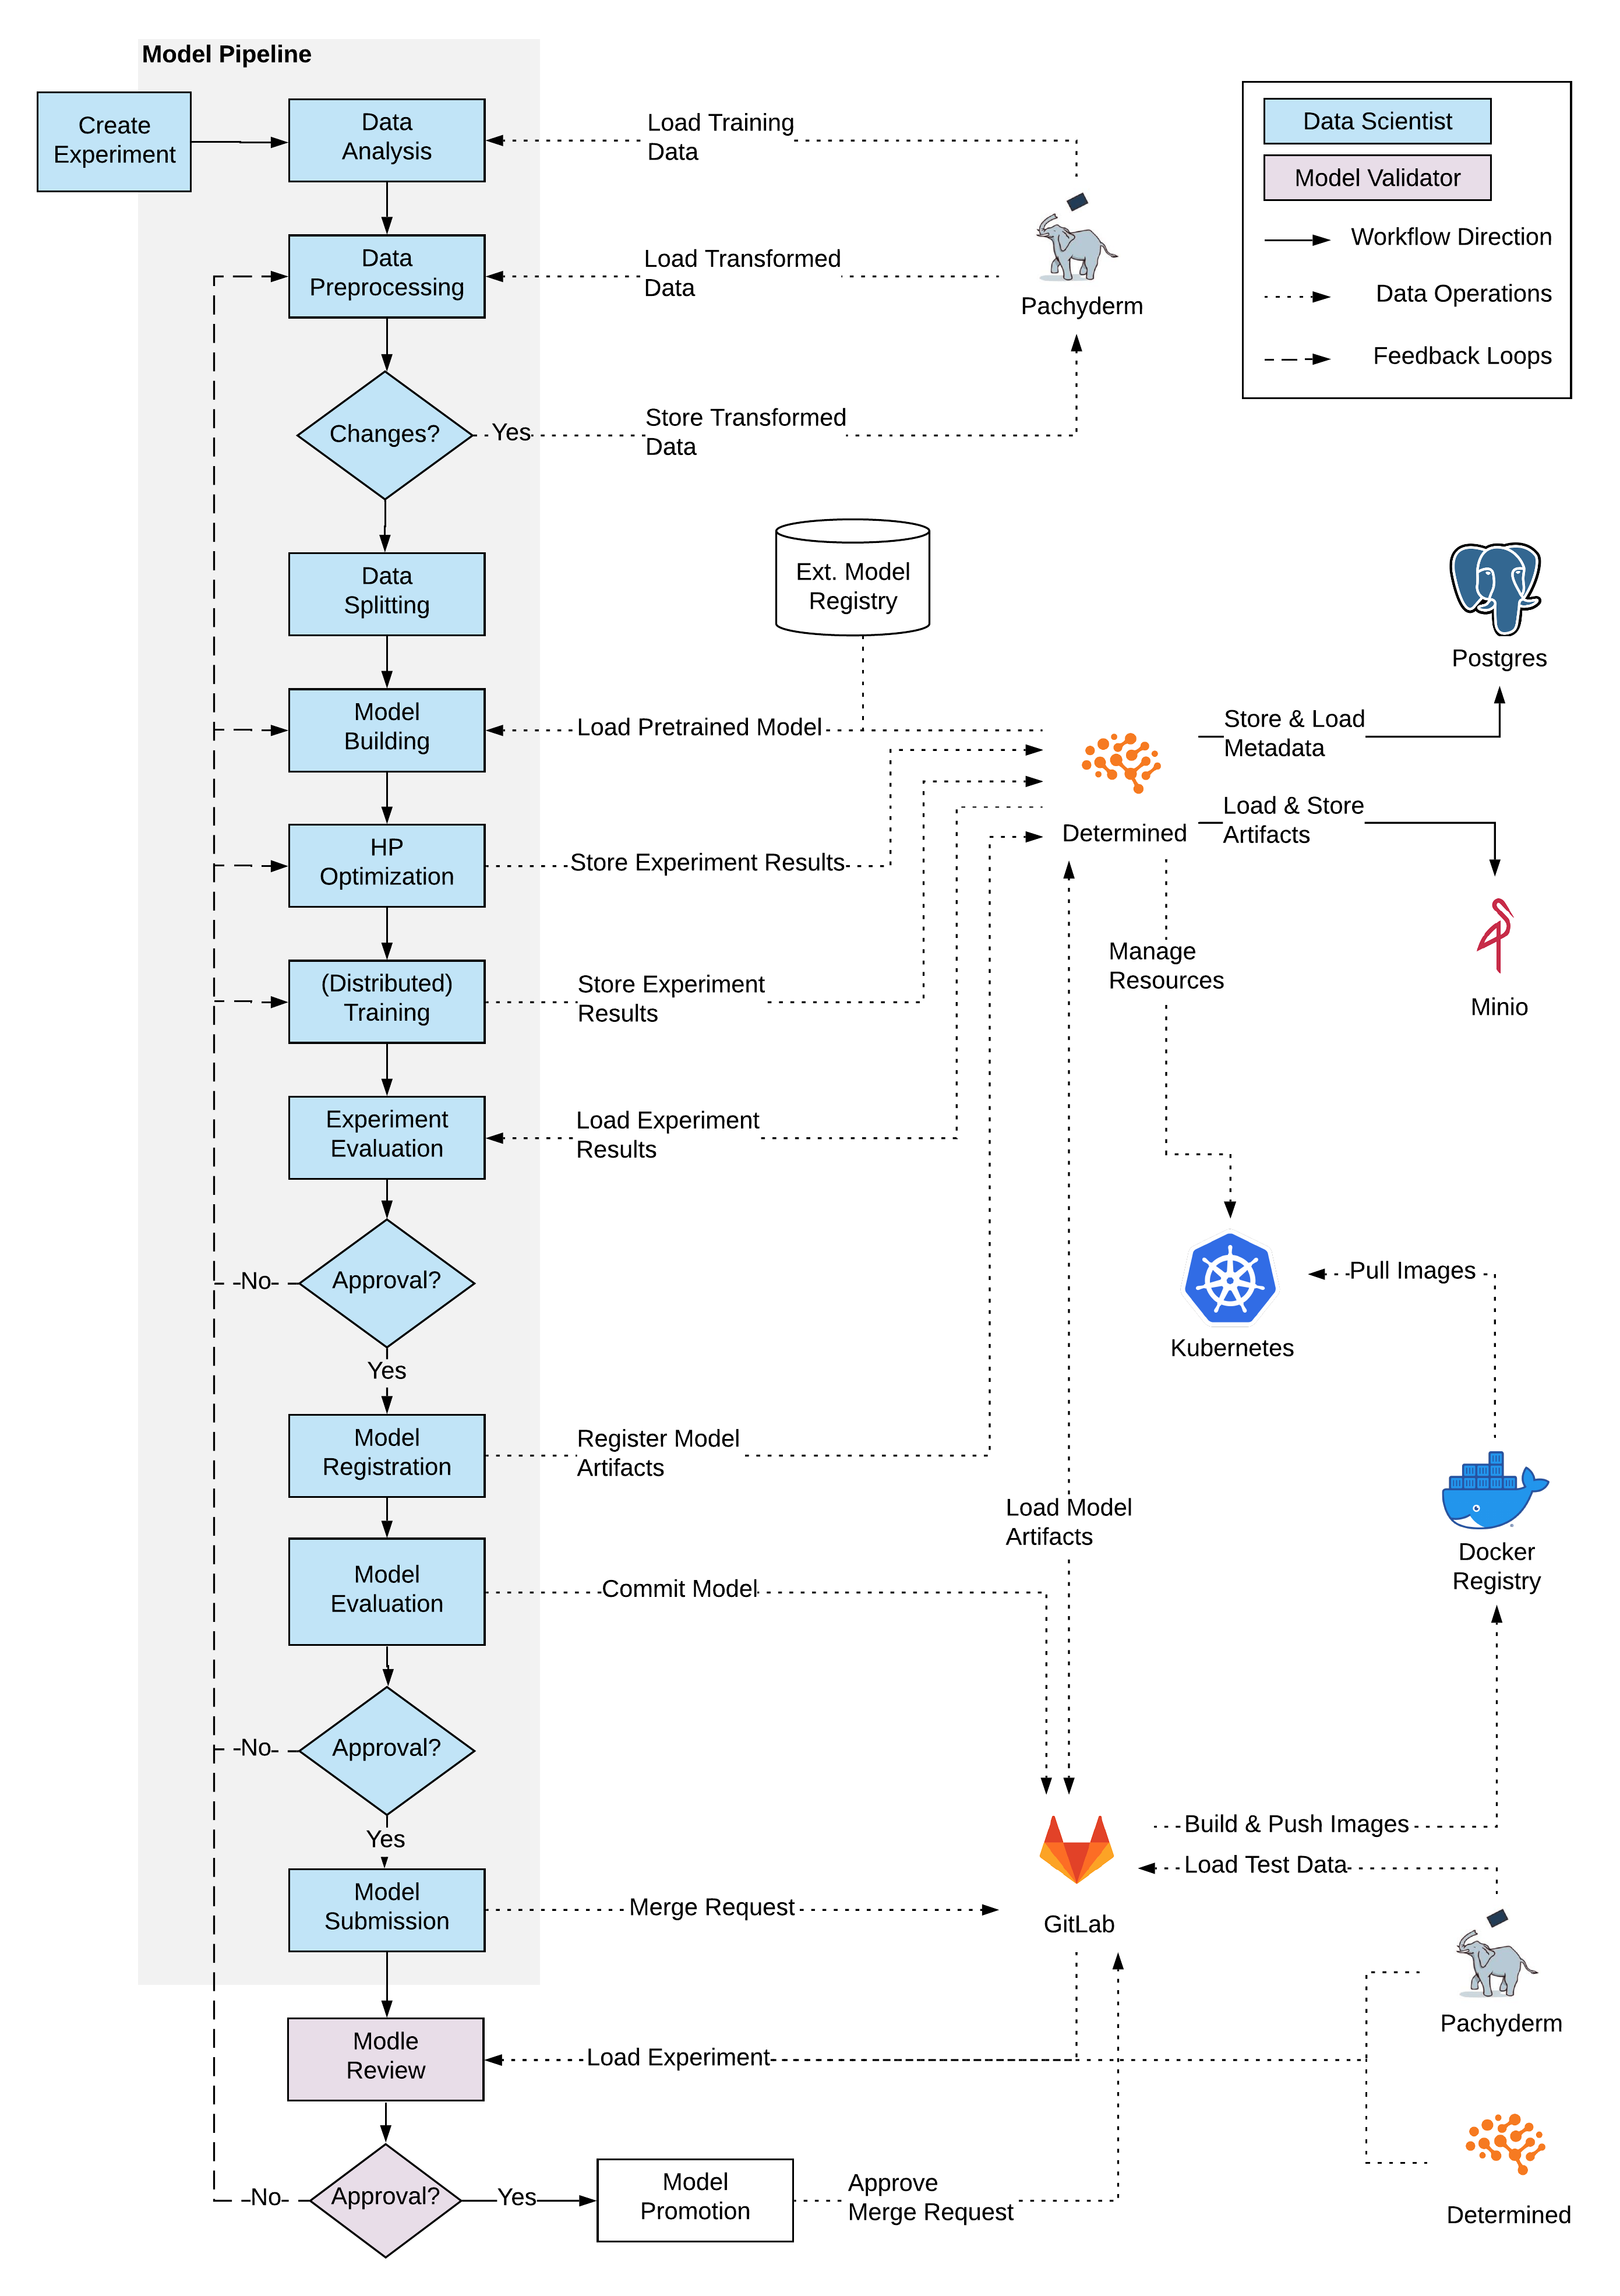 Model Pipeline
Create
Experiment
Data
Analysis
Load Training
Data
Data Scientist
Model Validator
Workflow Direction
Data Operations
Feedback Loops
Data
Preprocessing
Load Transformed
Data
Pachyderm
Changes?
Yes
Store Transformed
Data
Data
Splitting
Ext. Model
Registry
Postgres
Model
Building
Load Pretrained Model
Store & Load
Metadata
Load & Store
Artifacts
Determined
HP
Optimization
Store Experiment Results
Manage
Resources
Minio
(Distributed)
Training
Store Experiment
Results
Experiment
Evaluation
Load Experiment
Results
Approval?
No
Yes
Pull Images
Kubernetes
Model
Registration
Register Model
Artifacts
Load Model
Artifacts
Docker
Registry
Model
Evaluation
Commit Model
Approval?
No
Yes
Build & Push Images
Load Test Data
Model
Submission
Merge Request
GitLab
Pachyderm
Modle
Review
Load Experiment
Approval?
No
Yes
Model
Promotion
Approve
Merge Request
Determined